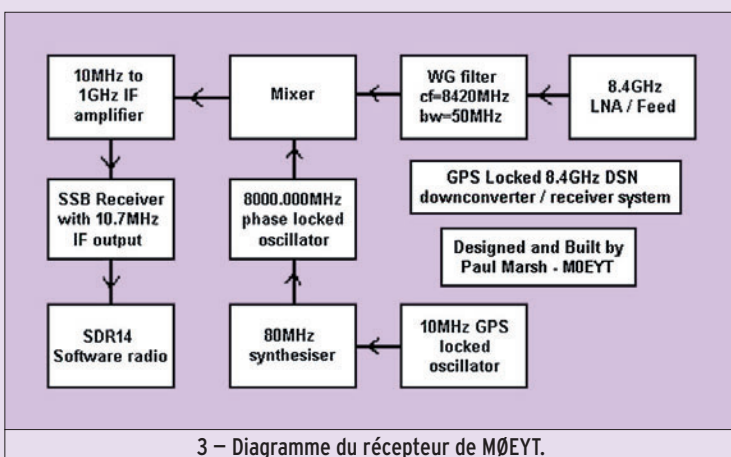 10MHz to
1GHz IF
amplifier
Mixer
WG filter
cf=8420MHz
bw=50MHz
8.4GHz
LNA / Feed
SSB Receiver
with 10.7MHz
IF output
8000.000MHz
phase locked
oscillator
GPS Locked 8.4GHz DSN
downconverter / receiver system
Designed and Built by
Paul Marsh - M0EYT
SDR14
Software radio
80MHz
synthesiser
10MHz GPS
locked
oscillator
3 – Diagramme du récepteur de MØEYT.